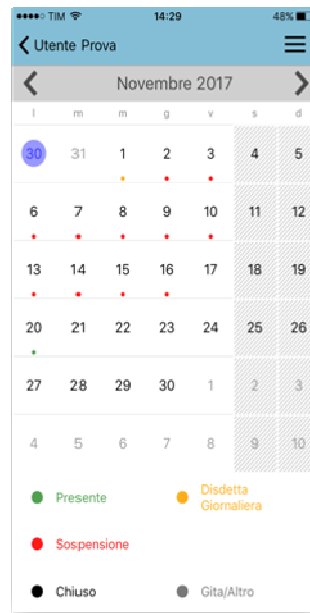 TIM 14:29 48%
Utente Prova
Novembre 2017
l m m g v s d
30 31 1 2 3 4 5
6 7 8 9 10 11 12
13 14 15 16 17 18 19
20 21 22 23 24 25 26
27 28 29 30 1 2 3
4 5 6 7 8 9 10
Presente
Disdetta
Giornaliera
Sospensione
Chiuso
Gita/Altro